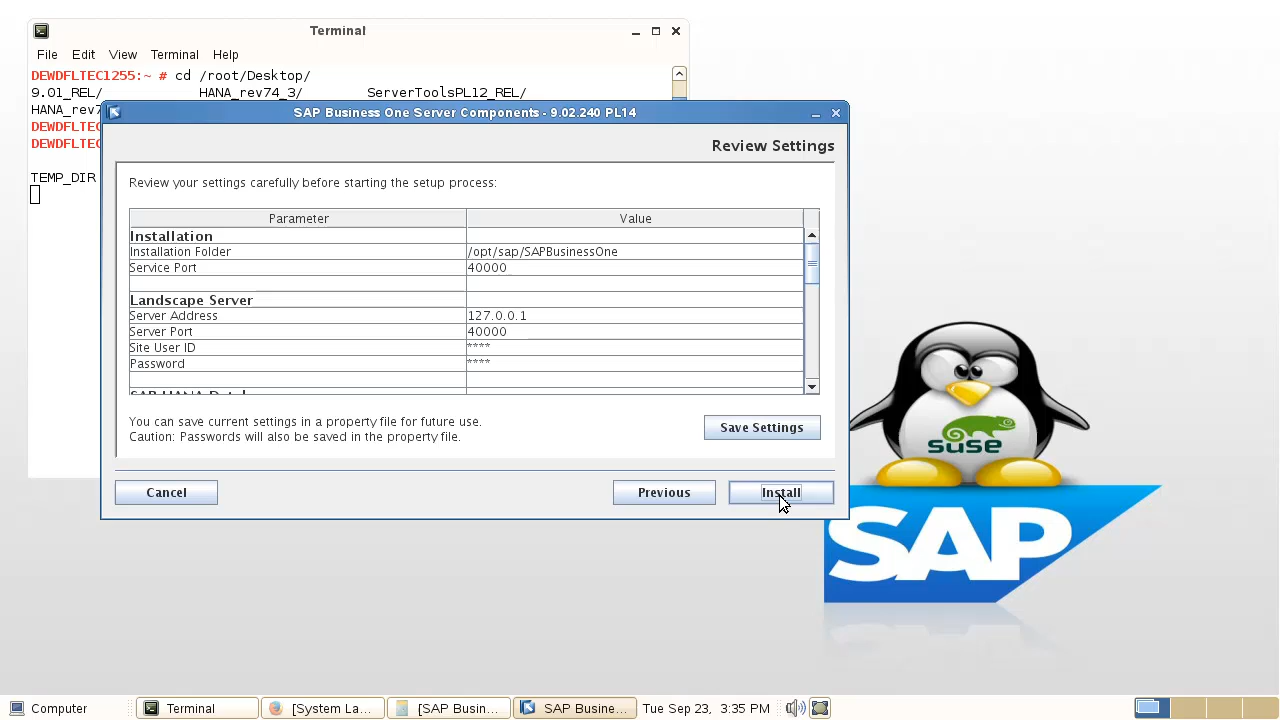 Terminal
File Edit View Terminal Help
DEWDFLTEC1255:~ # cd /root/Desktop/
9.01_REL/ HANA_rev74_3/ ServerToolsPL12_REL/
HANA_rev7
DEWDFLTEC
DEWDFLTEC
TEMP_DIR
SAP Business One Server Components - 9.02.240 PL14
Review Settings
Review your settings carefully before starting the setup process:
Parameter Value
Installation
Installation Folder /opt/sap/SAPBusinessOne
Service Port 40000
Landscape Server
Server Address 127.0.0.1
Server Port 40000
Site User ID ****
Password ****
You can save current settings in a property file for future use.
Caution: Passwords be saved in the property file.
Save Settings
Cancel Previous Install
suse
SAP
Computer Terminal [System La... [SAP Busin... SAP Busine... Tue Sep 23, 3:35 PM